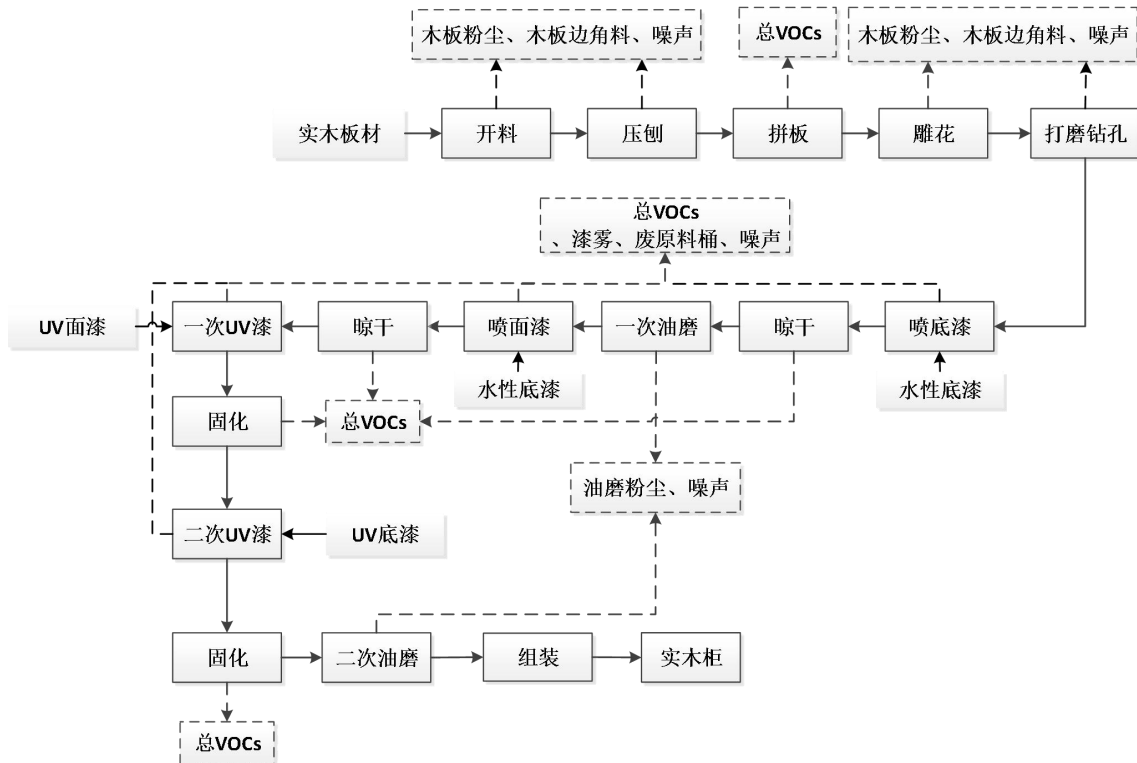 木板粉尘、木板边角料、噪声
总VOCs
木板粉尘、木板边角料、噪声
实木板材
开料
压刨
拼板
雕花
打磨钻孔
总VOCs
、漆雾、废原料桶、噪声
UV面漆
一次UV漆
晾干
喷面漆
一次油磨
晾干
喷底漆
水性底漆
水性底漆
固化
总VOCs
油磨粉尘、噪声
二次UV漆
UV底漆
固化
二次油磨
组装
实木柜
总VOCs